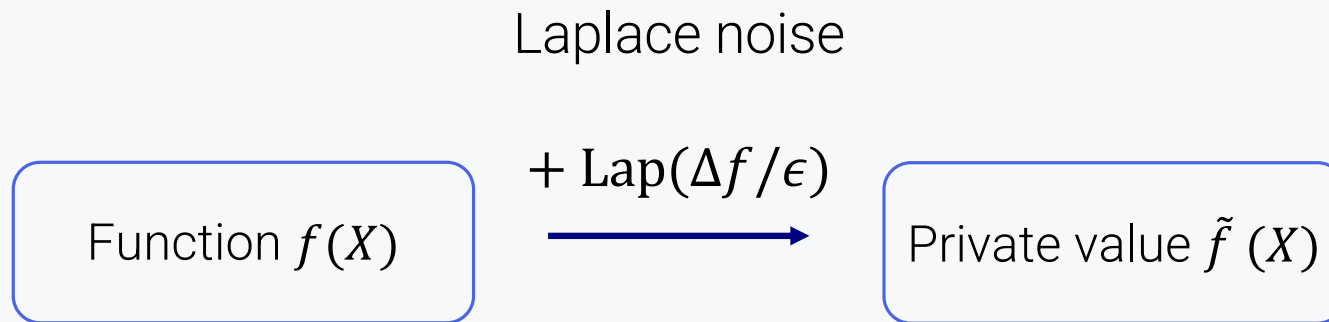 Laplace noise
+ Lap(Δf/ϵ)
Function f(X)
Private value f̃ (X)